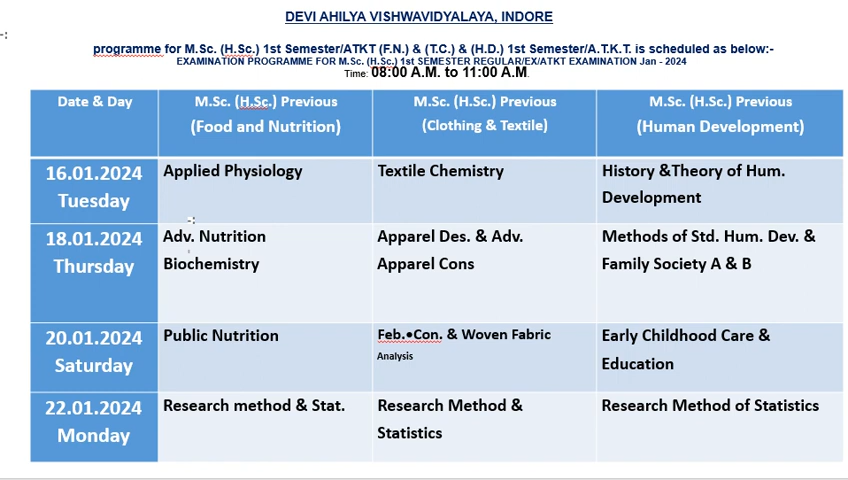 DEVI AHILYA VISHWAVIDYALAYA, INDORE
-:
programme for M.Sc. (H.Sc.) 1st Semester/ATKT (F.N.) & (T.C.) & (H.D.) 1st Semester/A.T.K.T. is scheduled as below:-
EXAMINATION PROGRAMME FOR M.Sc. (H.Sc.) 1st SEMESTER REGULAR/EX/ATKT EXAMINATION Jan - 2024
Time: 08:00 A.M. to 11:00 A.M.
Date & Day
M.Sc. (H.Sc.) Previous
(Food and Nutrition)
M.Sc. (H.Sc.) Previous
(Clothing & Textile)
M.Sc. (H.Sc.) Previous
(Human Development)
16.01.2024
Tuesday
Applied Physiology
Textile Chemistry
History &Theory of Hum.
Development
18.01.2024
Thursday
Adv. Nutrition
Biochemistry
Apparel Des. & Adv.
Apparel Cons
Methods of Std. Hum. Dev. &
Family Society A & B
20.01.2024
Saturday
Public Nutrition
Feb.•Con. & Woven Fabric
Analysis
Early Childhood Care &
Education
22.01.2024
Monday
Research method & Stat.
Research Method &
Statistics
Research Method of Statistics